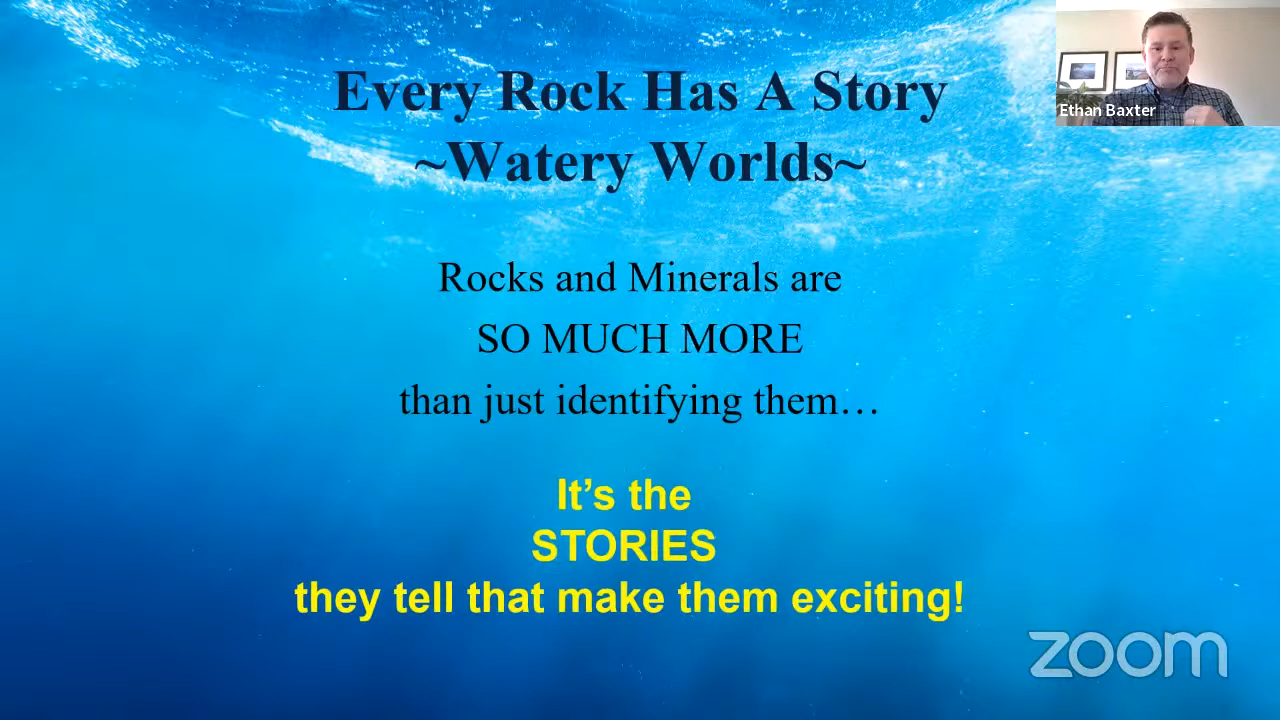 Every Rock Has A Story
~Watery Worlds~
Ethan Baxter
Rocks and Minerals are
SO MUCH MORE
than just identifying them…
It’s the
STORIES
they tell that make them exciting!
zoom